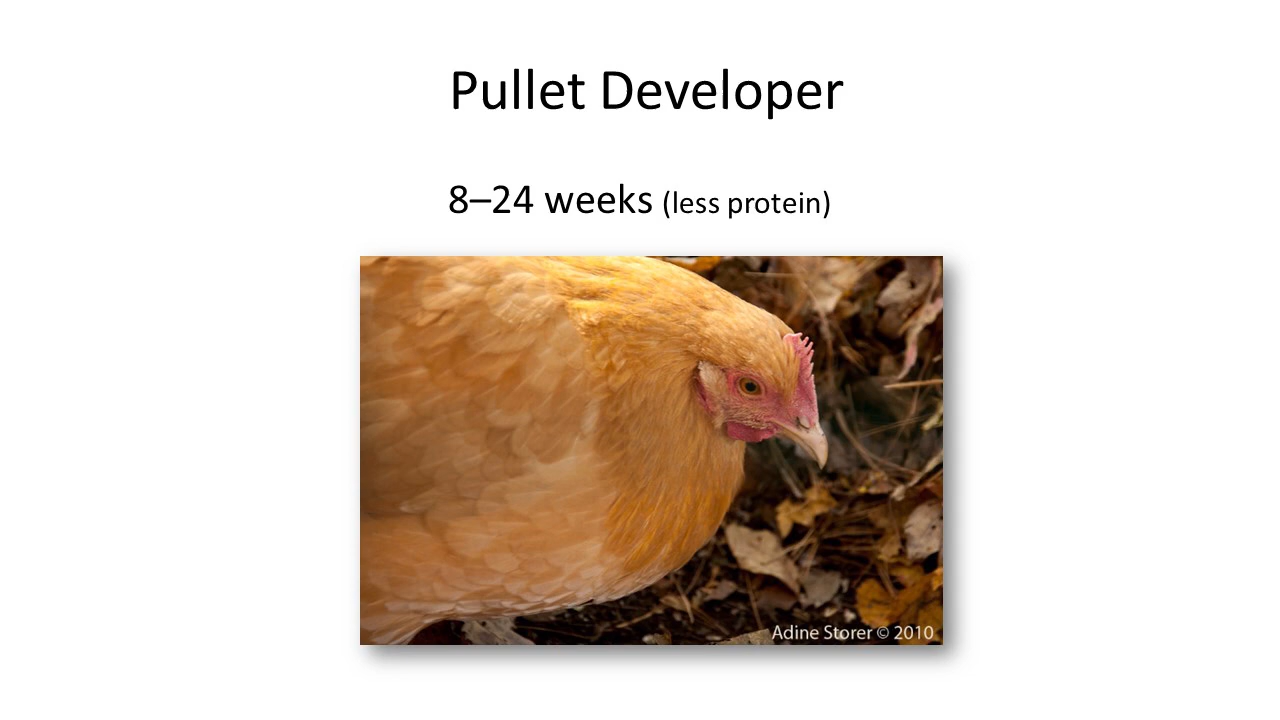 Pullet Developer
8–24 weeks (less protein)
Adine Storer © 2010